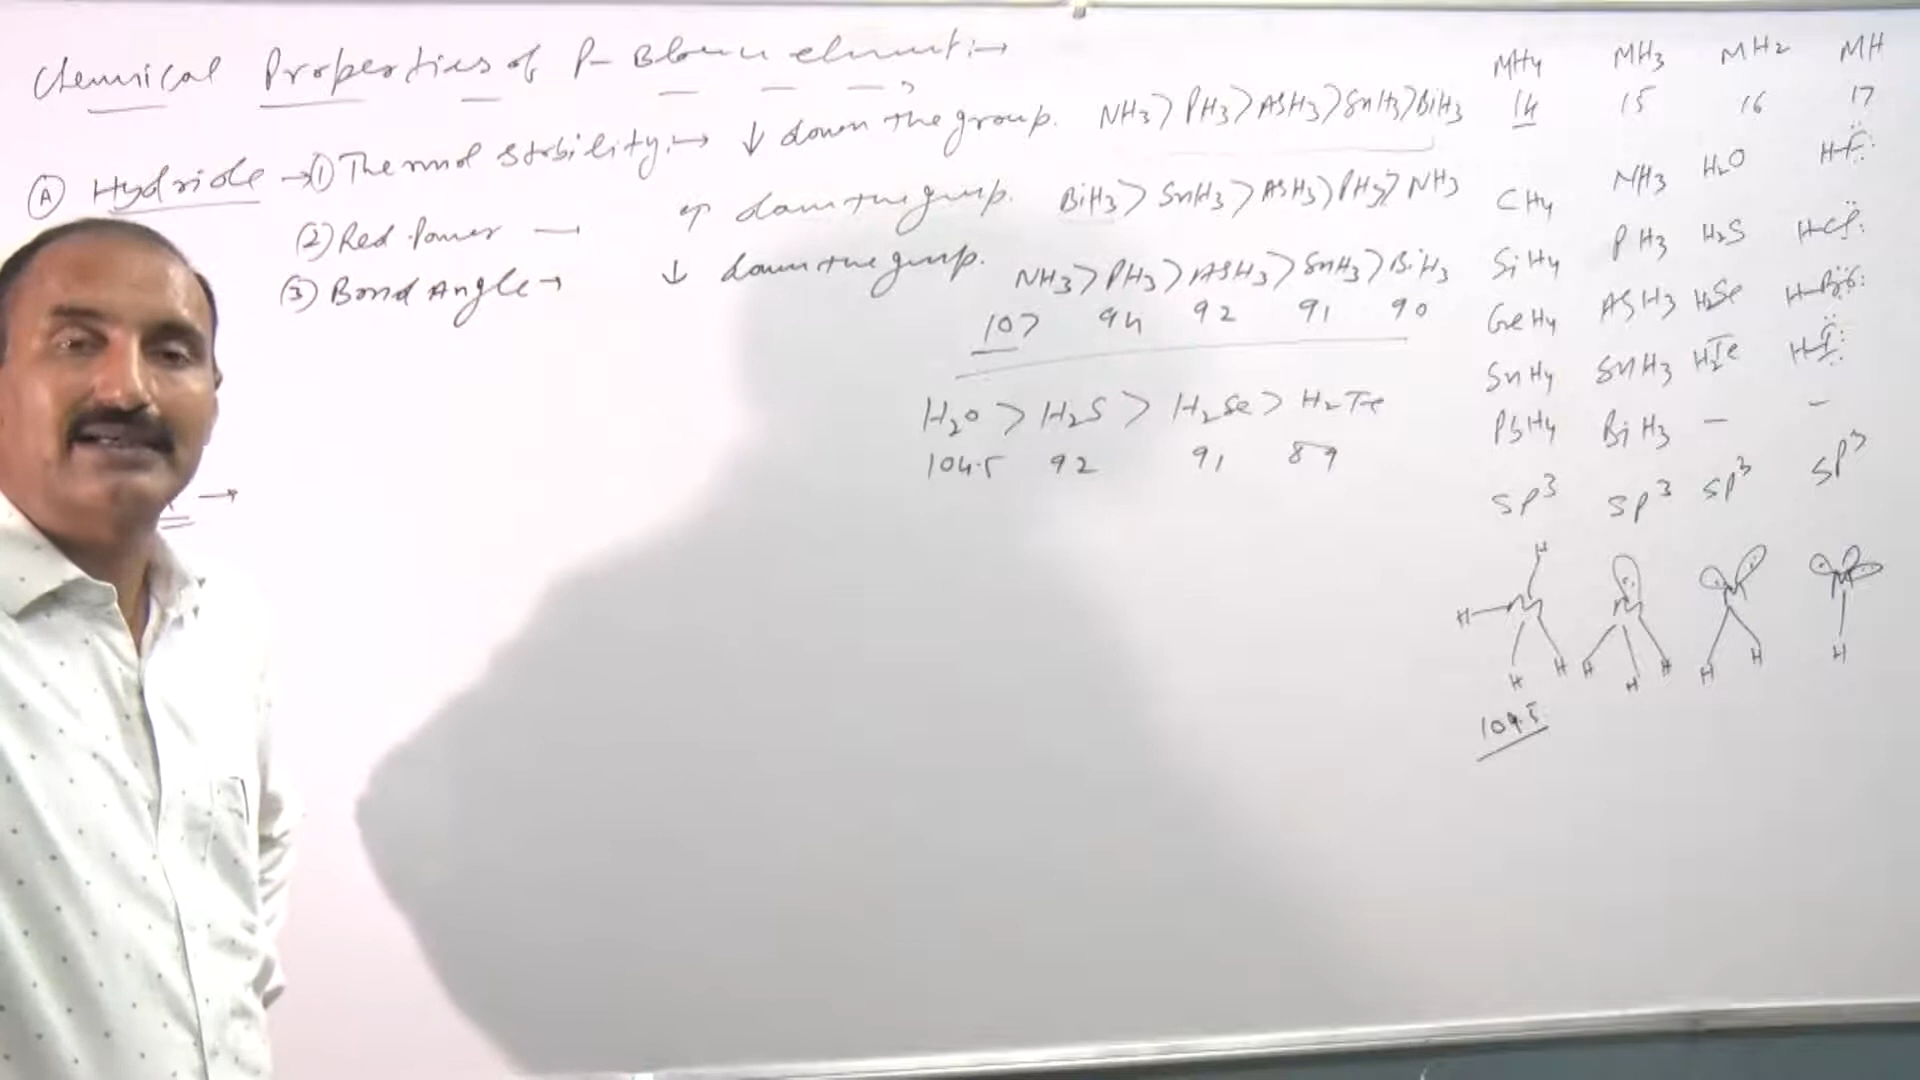 Chemical Properties of P-Block element:→
(A) Hydride → (1) Thermal Stability:→ ↓ down the group. NH3 > PH3 > ASH3 > SnH3 > BiH3
(2) Red. Power → ↑ down the group. BiH3 > SnH3 > ASH3 > PH3 > NH3
(3) Bond Angle → ↓ down the group. NH3 > PH3 > ASH3 > SnH3 > BiH3
107 94 92 91 90
H2O > H2S > H2Se > H2Te
104.5 92 91 89
→
MH4 MH3 MH2 MH
14 15 16 17
CH4 NH3 H2O H-F:
SiH4 PH3 H2S H-Cl:
GeH4 ASH3 H2Se H-Br:
SnH4 SnH3 H2Te H-I:
PbH4 BiH3 - -
SP3 SP3 SP3 SP3
H
H M M M M
H H H H H H H H
109.5